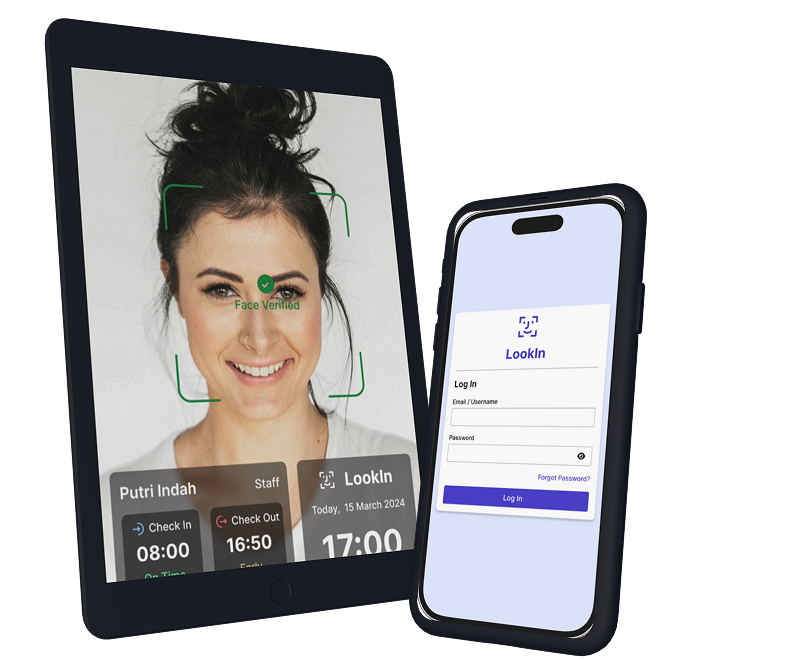 Face Verified
Putri Indah
Staff
Check In
08:00
On Time
Check Out
16:50
Early
LookIn
Today, 15 March 2024
17:00
LookIn
Log In
Email / Username
Password
Forgot Password?
Log In